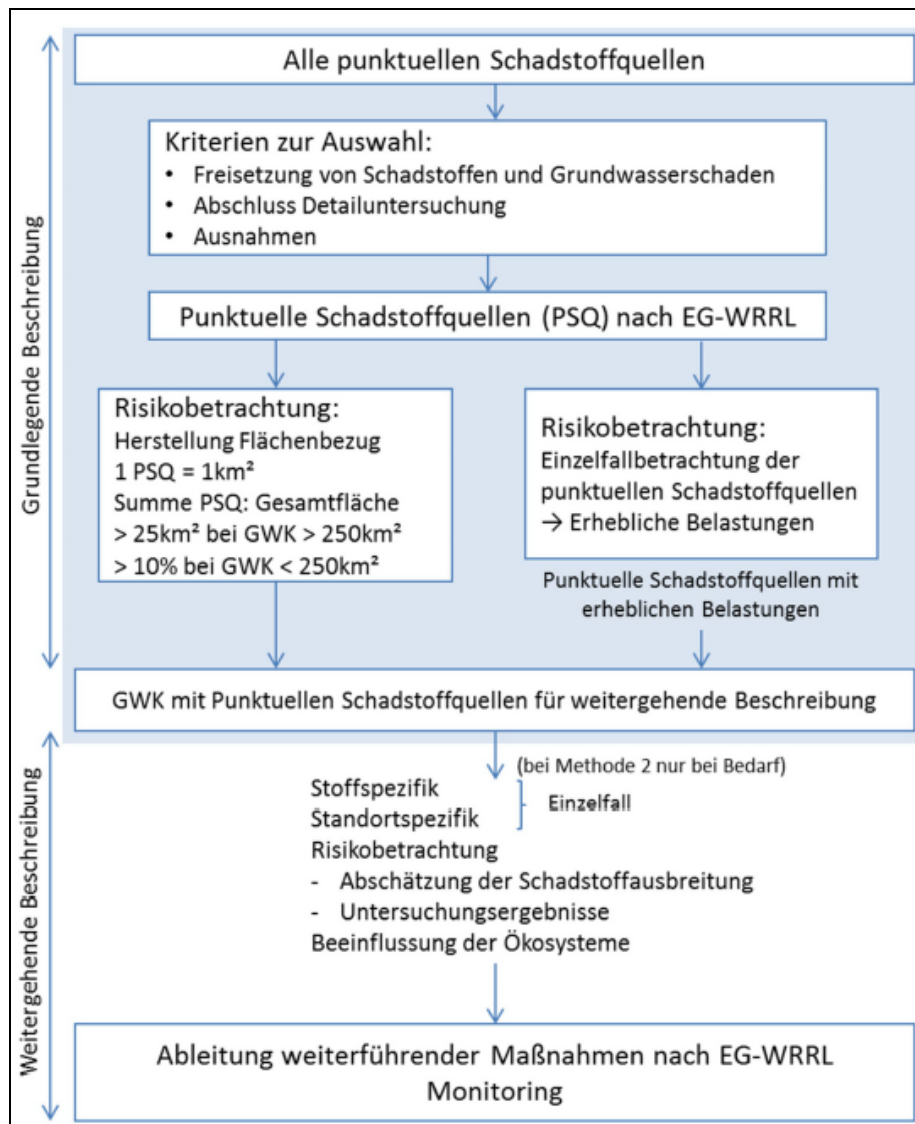 Alle punktuellen Schadstoffquellen
Kriterien zur Auswahl:
• Freisetzung von Schadstoffen und Grundwasserschaden
• Abschluss Detailuntersuchung
• Ausnahmen
Punktuelle Schadstoffquellen (PSQ) nach EG-WRRL
Risikobetrachtung:
Herstellung Flächenbezug
1 PSQ = 1km²
Summe PSQ: Gesamtfläche
> 25km² bei GWK > 250km²
> 10% bei GWK < 250km²
Risikobetrachtung:
Einzelfallbetrachtung der
punktuellen Schadstoffquellen
→ Erhebliche Belastungen
Punktuelle Schadstoffquellen mit
erheblichen Belastungen
GWK mit Punktuellen Schadstoffquellen für weitergehende Beschreibung
Grundlegende Beschreibung
(bei Methode 2 nur bei Bedarf)
Stoffspezifik
Standortspezifik
Einzelfall
Risikobetrachtung
- Abschätzung der Schadstoffausbreitung
- Untersuchungsergebnisse
Beeinflussung der Ökosysteme
Ableitung weiterführender Maßnahmen nach EG-WRRL
Monitoring
Weitergehende Beschreibung